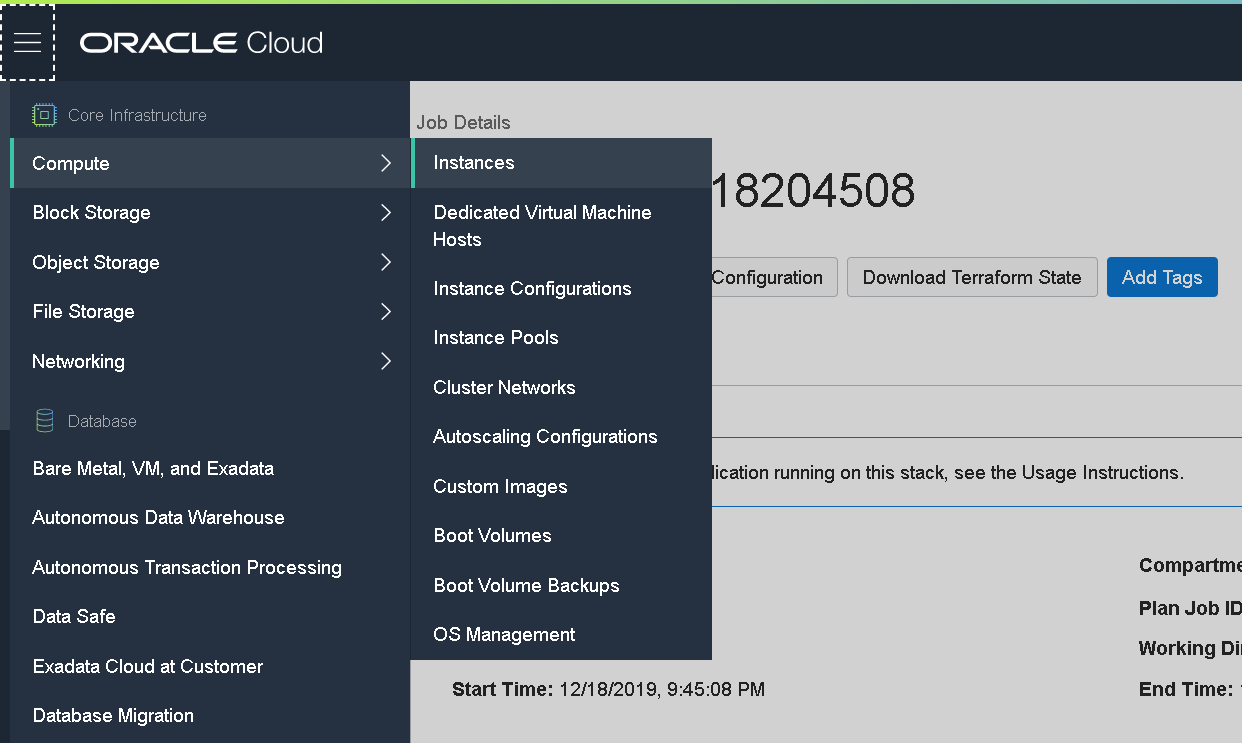 ORACLE Cloud
Core Infrastructure
Compute
Block Storage
Object Storage
File Storage
Networking
Database
Bare Metal, VM, and Exadata
Autonomous Data Warehouse
Autonomous Transaction Processing
Data Safe
Exadata Cloud at Customer
Database Migration
Instances
Dedicated Virtual Machine
Hosts
Instance Configurations
Instance Pools
Cluster Networks
Autoscaling Configurations
Custom Images
Boot Volumes
Boot Volume Backups
OS Management
Job Details
18204508
Configuration
Download Terraform State
Add Tags
running on this stack, see the Usage Instructions.
Plan Job ID
Working
Start Time: 12/18/2019, 9:45:08 PM
End Time: